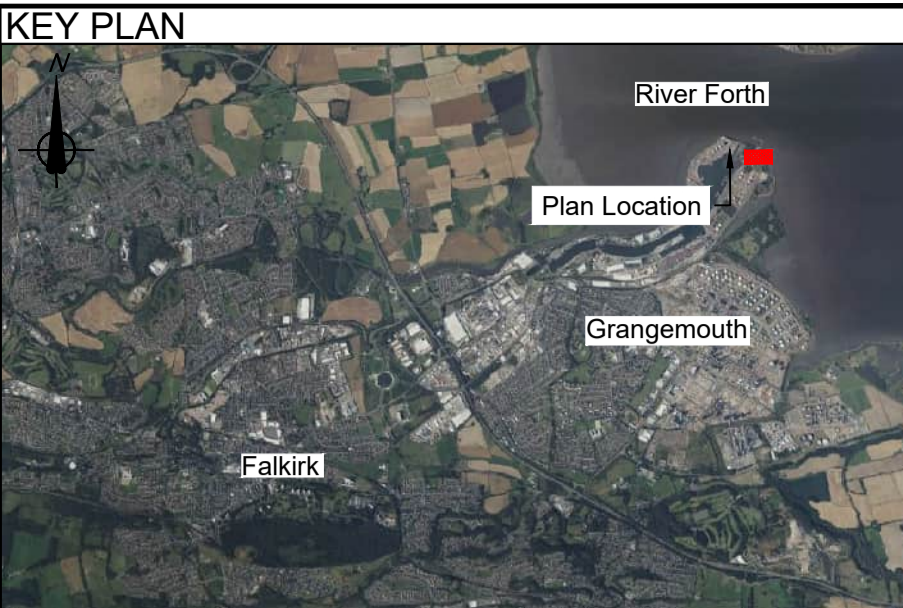 KEY PLAN
N
River Forth
Plan Location
Grangemouth
Falkirk